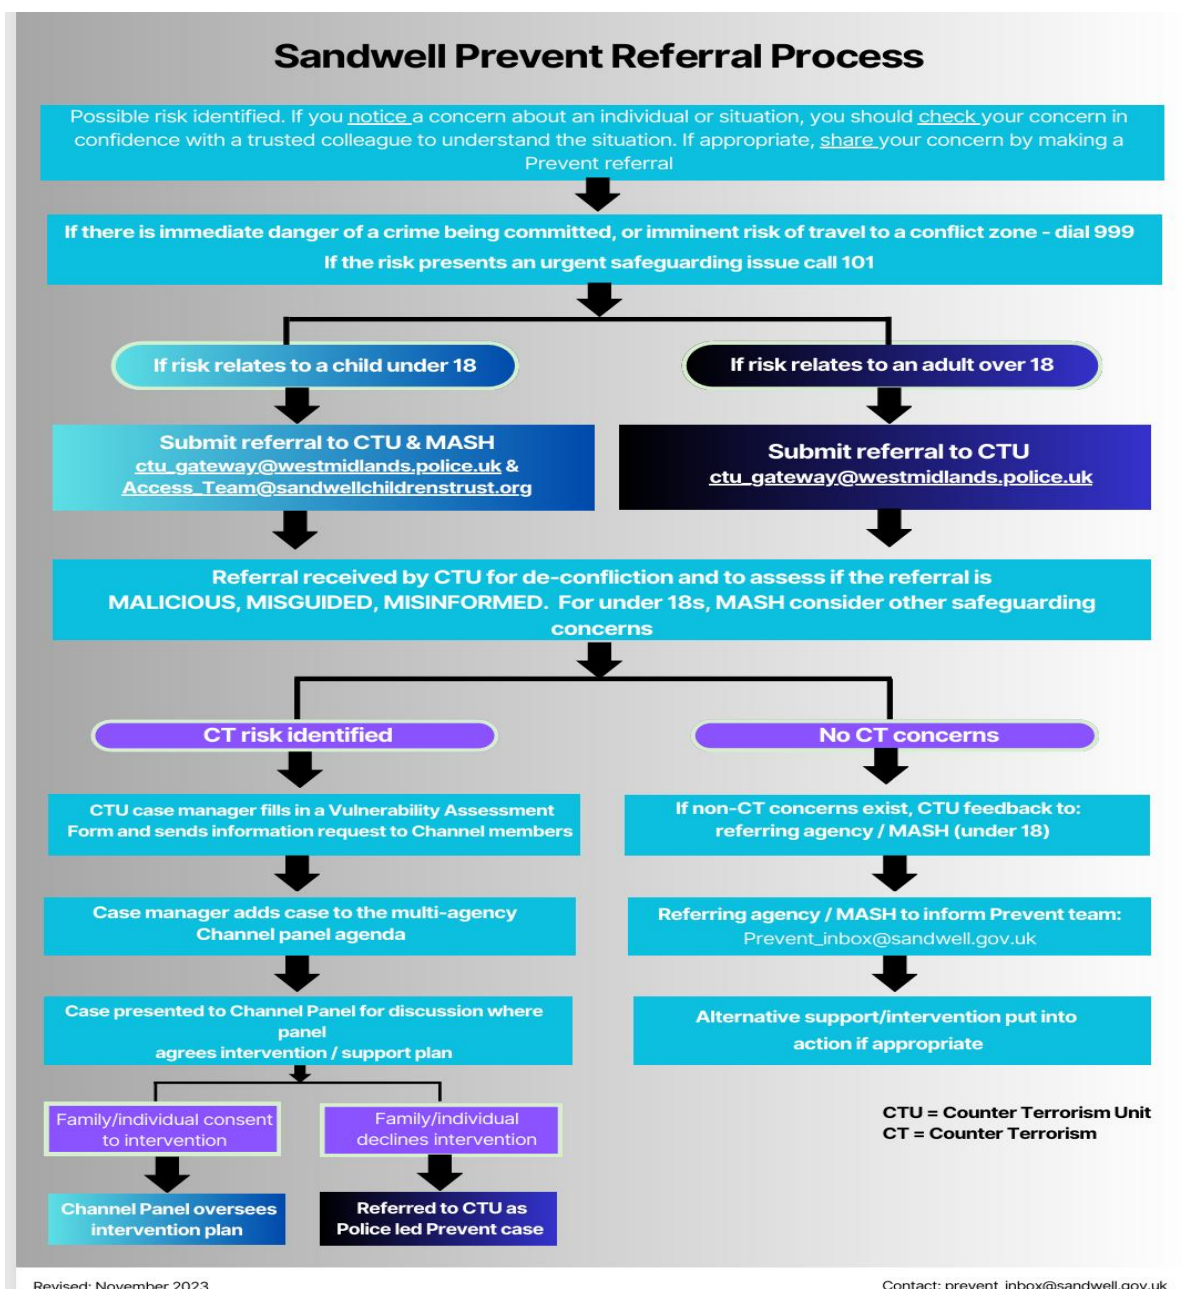 Sandwell Prevent Referral Process
Possible risk identified. If you notice a concern about an individual or situation, you should check your concern in
confidence with a trusted colleague to understand the situation. If appropriate, share your concern by making a
Prevent referral
If there is immediate danger of a crime being committed, or imminent risk of travel to a conflict zone - dial 999
If the risk presents an urgent safeguarding issue call 101
If risk relates to a child under 18
If risk relates to an adult over 18
Submit referral to CTU & MASH
ctu_gateway@westmidlands.police.uk &
Access_Team@sandwellchildrenstrust.org
Submit referral to CTU
ctu_gateway@westmidlands.police.uk
Referral received by CTU for de-confliction and to assess if the referral is
MALICIOUS, MISGUIDED, MISINFORMED. For under 18s, MASH consider other safeguarding
concerns
CT risk identified
No CT concerns
CTU case manager fills in a Vulnerability Assessment
Form and sends information request to Channel members
If non-CT concerns exist, CTU feedback to:
referring agency / MASH (under 18)
Case manager adds case to the multi-agency
Channel panel agenda
Referring agency / MASH to inform Prevent team:
Prevent_inbox@sandwell.gov.uk
Case presented to Channel Panel for discussion where
panel
agrees intervention / support plan
Alternative support/intervention put into
action if appropriate
Family/individual consent
to intervention
Family/individual
declines intervention
CTU = Counter Terrorism Unit
CT = Counter Terrorism
Channel Panel oversees
intervention plan
Referred to CTU as
Police led Prevent case
Revised: November 2023
Contact: prevent_inbox@sandwell.gov.uk